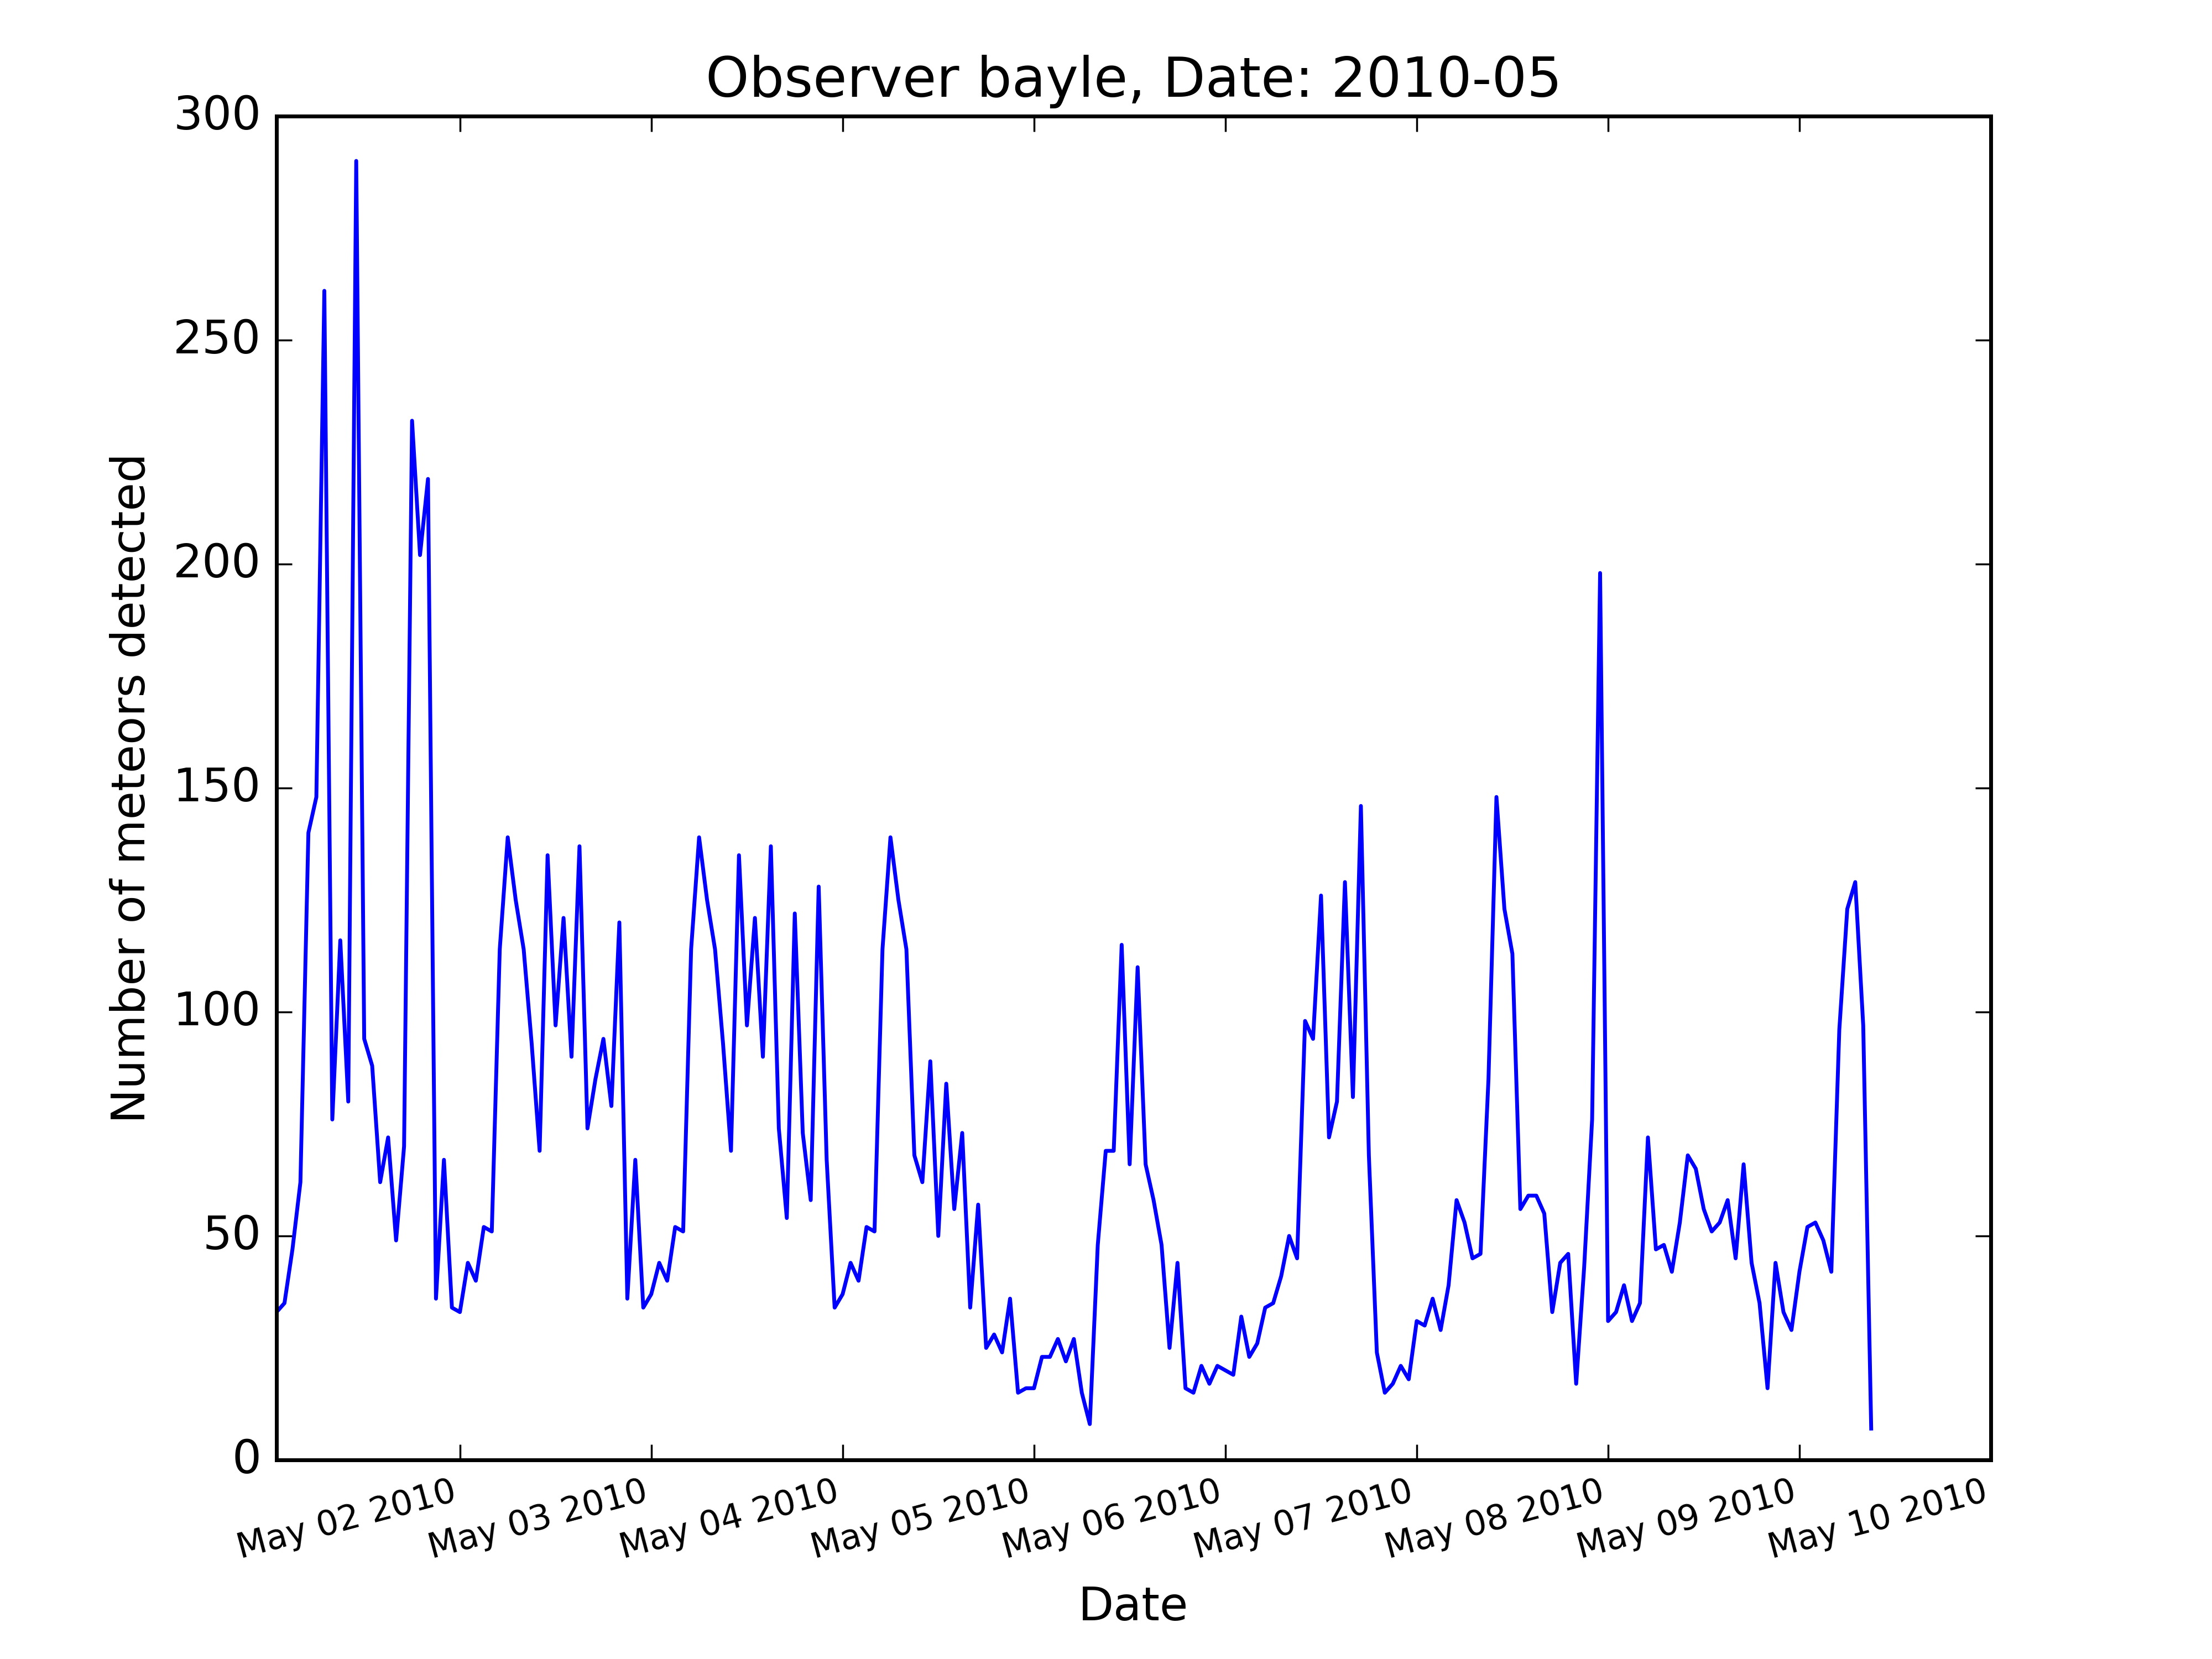 Observer bayle, Date: 2010-05
300
250
200
150
100
50
0
Number of meteors detected
May 02 2010
May 03 2010
May 04 2010
May 05 2010
May 06 2010
May 07 2010
May 08 2010
May 09 2010
May 10 2010
Date